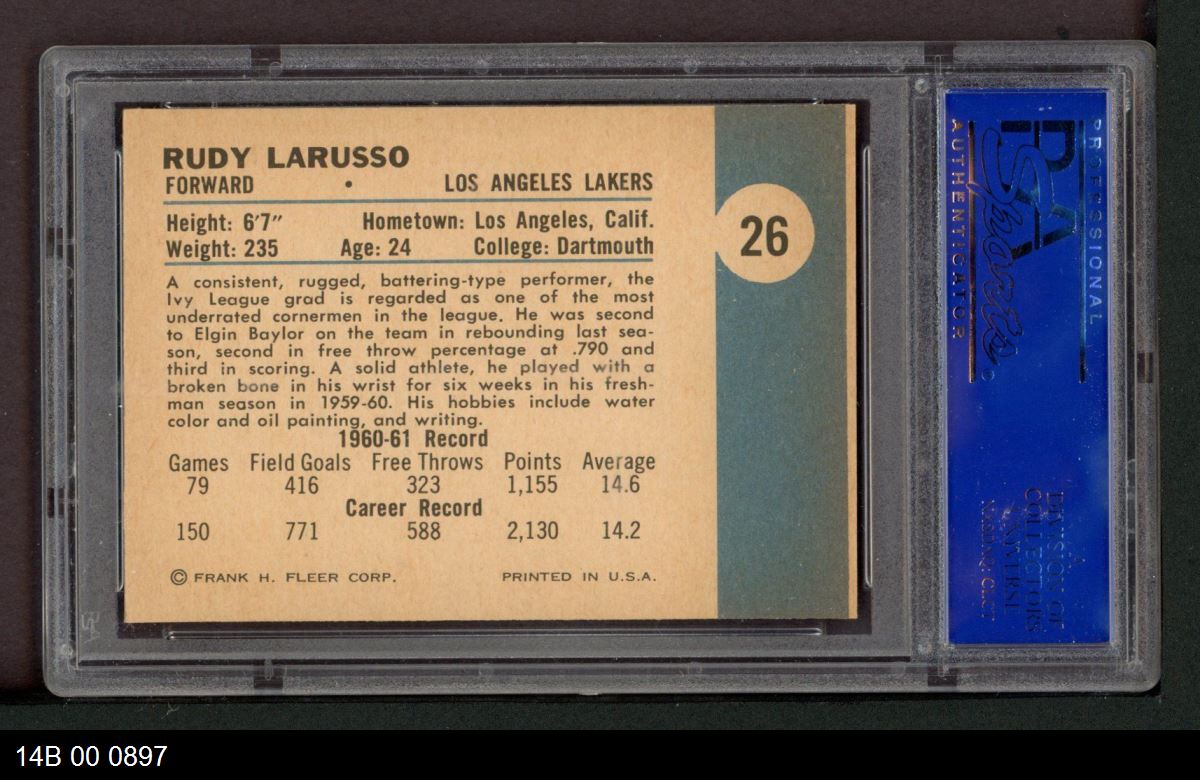 RUDY LARUSSO
FORWARD • LOS ANGELES LAKERS
Height: 6'7" Hometown: Los Angeles, Calif.
Weight: 235 Age: 24 College: Dartmouth
A consistent, rugged, battering-type performer, the
Ivy League grad is regarded as one of the most
underrated cornermen in the league. He was second
to Elgin Baylor on the team in rebounding last sea-
son, second in free throw percentage at .790 and
third in scoring. A solid athlete, he played with a
broken bone in his wrist for six weeks in his fresh-
man season in 1959-60. His hobbies include water
color and oil painting, and writing.
1960-61 Record
Games Field Goals Free Throws Points Average
79 416 323 1,155 14.6
Career Record
150 771 588 2,130 14.2
© FRANK H. FLEER CORP. PRINTED IN U.S.A.
26
PROFESSIONAL
PSA
Sports
AUTHENTICATOR
A
DIVISION OF
COLLECTORS
UNIVERSE
NASDAQ: CLCT
14B 00 0897